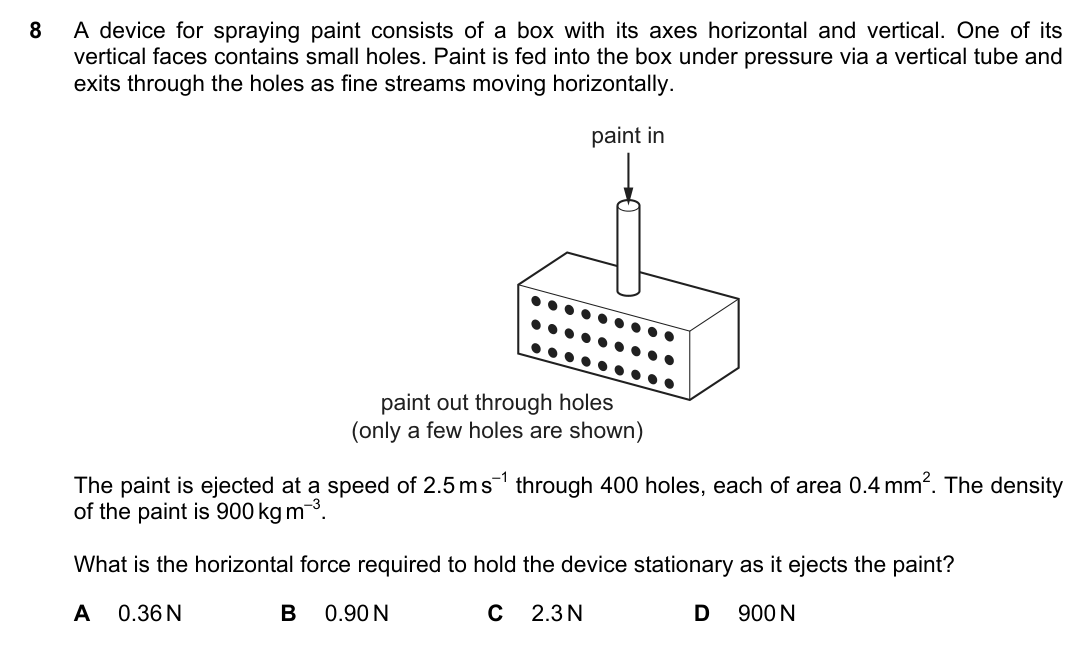 8 A device for spraying paint consists of a box with its axes horizontal and vertical. One of its
vertical faces contains small holes. Paint is fed into the box under pressure via a vertical tube and
exits through the holes as fine streams moving horizontally.
paint in
paint out through holes
(only a few holes are shown)
The paint is ejected at a speed of 2.5 m s⁻¹ through 400 holes, each of area 0.4 mm². The density
of the paint is 900 kg m⁻³.
What is the horizontal force required to hold the device stationary as it ejects the paint?
A 0.36 N B 0.90 N C 2.3 N D 900 N